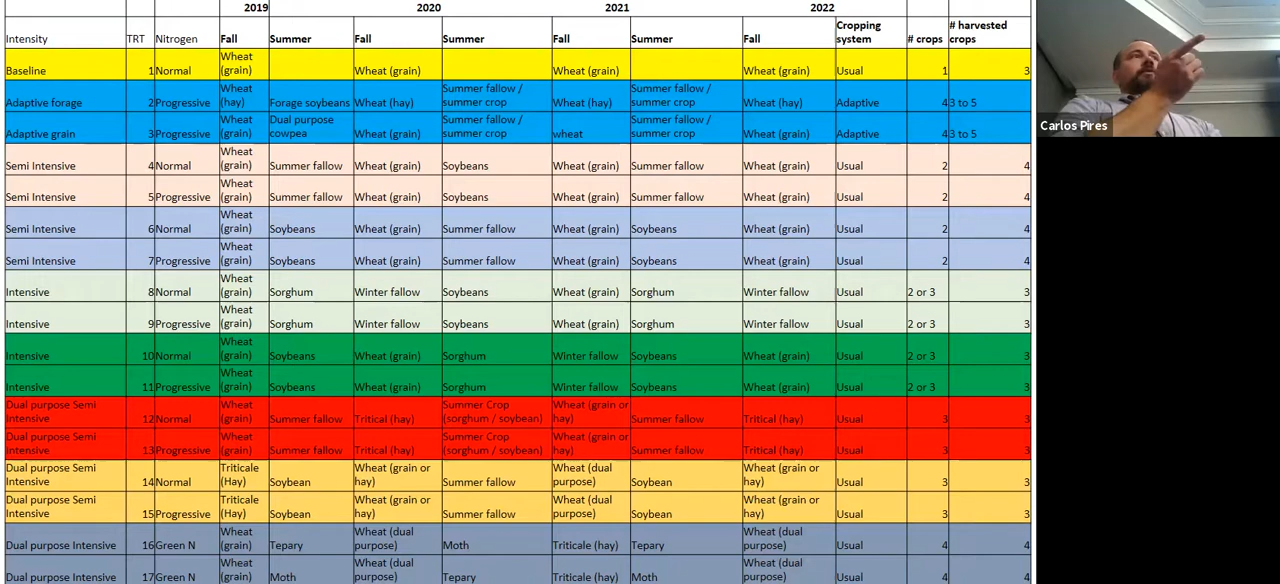 2019 2020 2021 2022
Intensity TRT Nitrogen Fall Summer Fall Summer Fall Summer Fall Cropping system # crops # harvested crops
Baseline 1 Normal Wheat (grain) Wheat (grain) Wheat (grain) Wheat (grain) Usual 1 3
Adaptive forage 2 Progressive Wheat (hay) Forage soybeans Wheat (hay) Summer fallow / summer crop Wheat (hay) Summer fallow / summer crop Wheat (hay) Adaptive 4 3 to 5
Adaptive grain 3 Progressive Wheat (grain) Dual purpose cowpea Wheat (grain) Summer fallow / summer crop wheat Summer fallow / summer crop Wheat (grain) Adaptive 4 3 to 5
Semi Intensive 4 Normal Wheat (grain) Summer fallow Wheat (grain) Soybeans Wheat (grain) Summer fallow Wheat (grain) Usual 2 4
Semi Intensive 5 Progressive Wheat (grain) Summer fallow Wheat (grain) Soybeans Wheat (grain) Summer fallow Wheat (grain) Usual 2 4
Semi Intensive 6 Normal Wheat (grain) Soybeans Wheat (grain) Summer fallow Wheat (grain) Soybeans Wheat (grain) Usual 2 4
Semi Intensive 7 Progressive Wheat (grain) Soybeans Wheat (grain) Summer fallow Wheat (grain) Soybeans Wheat (grain) Usual 2 4
Intensive 8 Normal Wheat (grain) Sorghum Winter fallow Soybeans Wheat (grain) Sorghum Winter fallow Usual 2 or 3 3
Intensive 9 Progressive Wheat (grain) Sorghum Winter fallow Soybeans Wheat (grain) Sorghum Winter fallow Usual 2 or 3 3
Intensive 10 Normal Wheat (grain) Soybeans Wheat (grain) Sorghum Winter fallow Soybeans Wheat (grain) Usual 2 or 3 3
Intensive 11 Progressive Wheat (grain) Soybeans Wheat (grain) Sorghum Winter fallow Soybeans Wheat (grain) Usual 2 or 3 3
Dual purpose Semi Intensive 12 Normal Wheat (grain) Summer fallow Tritical (hay) Summer Crop (sorghum / soybean) Wheat (grain or hay) Summer fallow Tritical (hay) Usual 3 3
Dual purpose Semi Intensive 13 Progressive Wheat (grain) Summer fallow Tritical (hay) Summer Crop (sorghum / soybean) Wheat (grain or hay) Summer fallow Tritical (hay) Usual 3 3
Dual purpose Semi Intensive 14 Normal Triticale (Hay) Soybean Wheat (grain or hay) Summer fallow Wheat (dual purpose) Soybean Wheat (grain or hay) Usual 3 3
Dual purpose Semi Intensive 15 Progressive Triticale (Hay) Soybean Wheat (grain or hay) Summer fallow Wheat (dual purpose) Soybean Wheat (grain or hay) Usual 3 3
Dual purpose Intensive 16 Green N Wheat (grain) Tepary Wheat (dual purpose) Moth Triticale (hay) Tepary Wheat (dual purpose) Usual 4 4
Dual purpose Intensive 17 Green N Wheat (grain) Moth Wheat (dual purpose) Tepary Triticale (hay) Moth Wheat (dual purpose) Usual 4 4
Carlos Pires